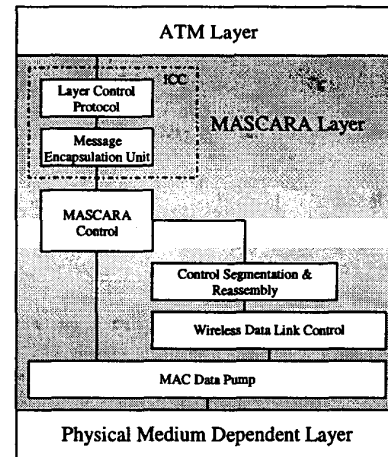 ATM Layer
ICC
Layer Control
Protocol
MASCARA Layer
Message
Encapsulation Unit
MASCARA
Control
Control Segmentation &
Reassembly
Wireless Data Link Control
MAC Data Pump
Physical Medium Dependent Layer